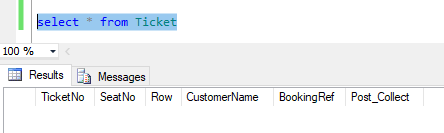 select * from Ticket
100 %
Results Messages
TicketNo SeatNo Row CustomerName BookingRef Post_Collect